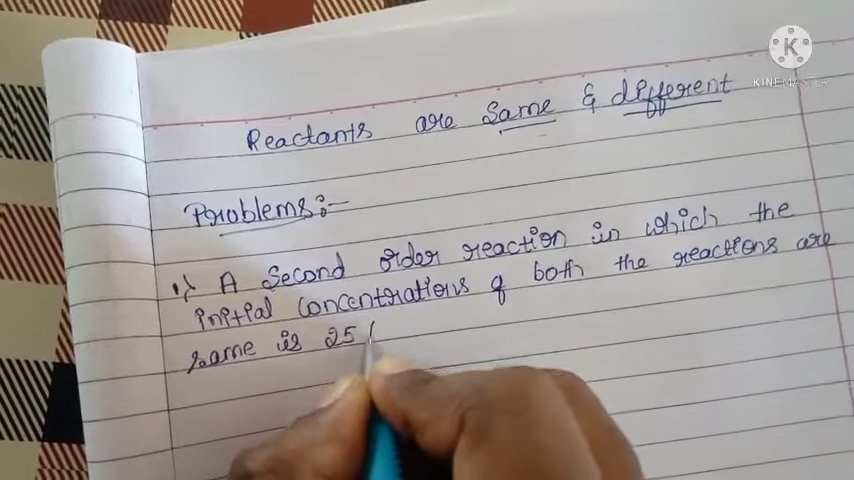 K
KINEMASTER
Reactants are Same & different
Problems:-
1) A Second order reaction in which the
initial concentrations of both the reactions are
same is 25